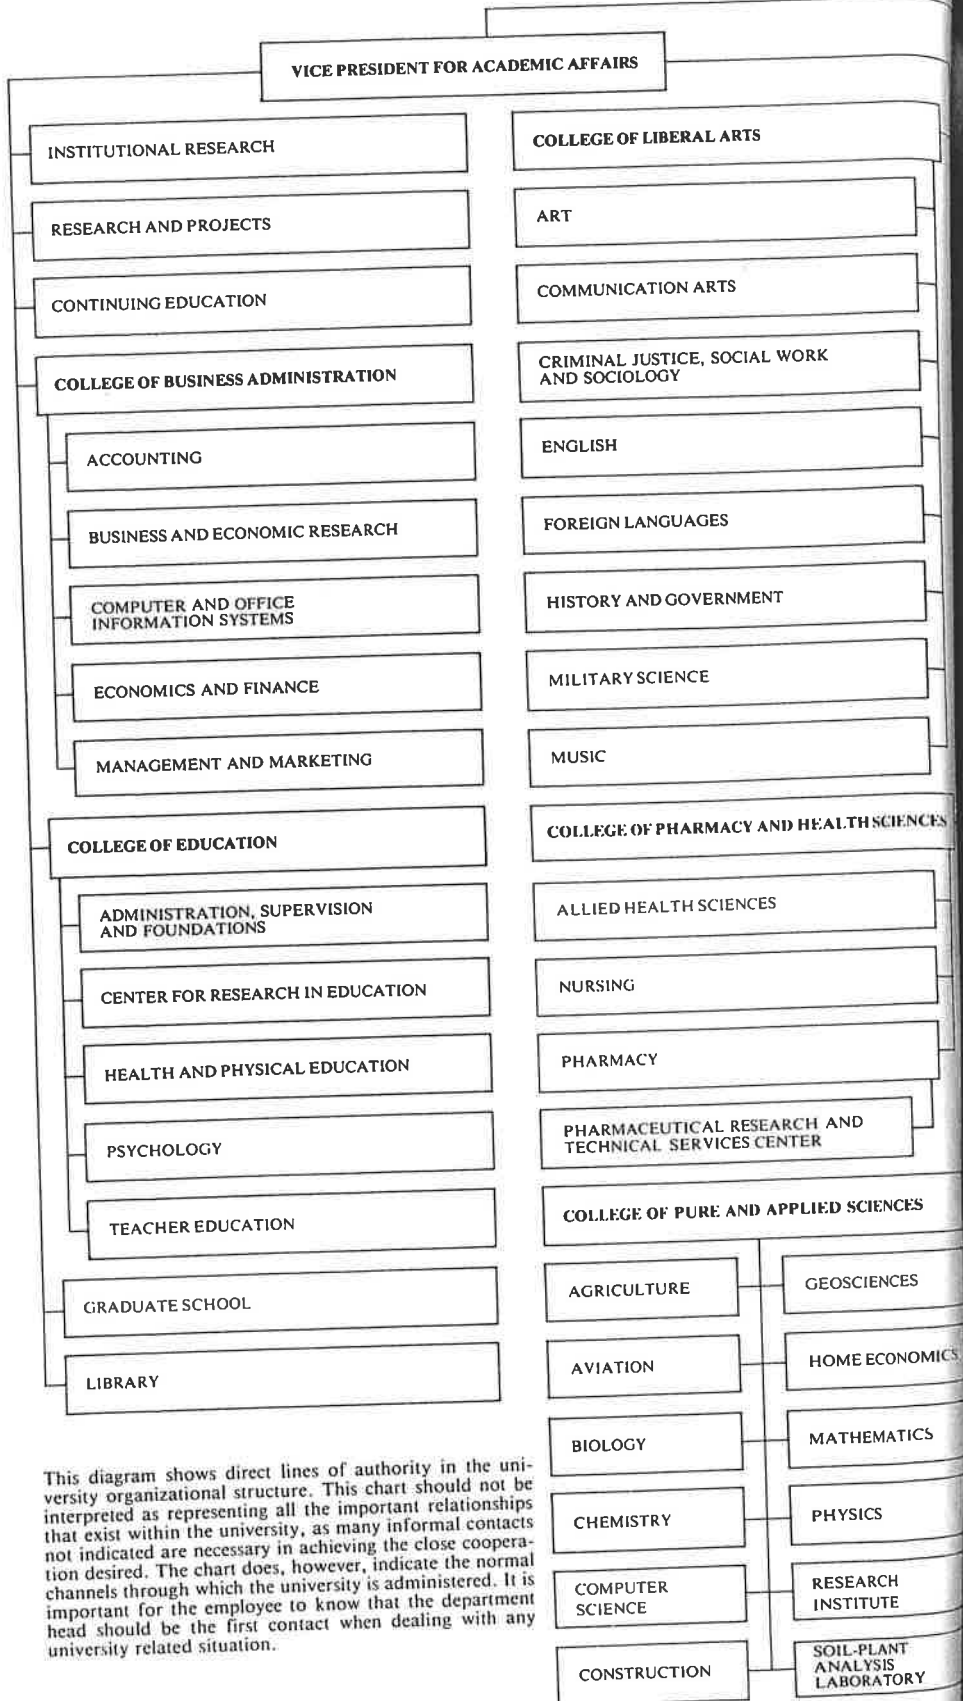 VICE PRESIDENT FOR ACADEMIC AFFAIRS
INSTITUTIONAL RESEARCH
RESEARCH AND PROJECTS
CONTINUING EDUCATION
COLLEGE OF BUSINESS ADMINISTRATION
ACCOUNTING
BUSINESS AND ECONOMIC RESEARCH
COMPUTER AND OFFICE
INFORMATION SYSTEMS
ECONOMICS AND FINANCE
MANAGEMENT AND MARKETING
COLLEGE OF EDUCATION
ADMINISTRATION, SUPERVISION
AND FOUNDATIONS
CENTER FOR RESEARCH IN EDUCATION
HEALTH AND PHYSICAL EDUCATION
PSYCHOLOGY
TEACHER EDUCATION
GRADUATE SCHOOL
LIBRARY
COLLEGE OF LIBERAL ARTS
ART
COMMUNICATION ARTS
CRIMINAL JUSTICE, SOCIAL WORK
AND SOCIOLOGY
ENGLISH
FOREIGN LANGUAGES
HISTORY AND GOVERNMENT
MILITARY SCIENCE
MUSIC
COLLEGE OF PHARMACY AND HEALTH SCIENCES
ALLIED HEALTH SCIENCES
NURSING
PHARMACY
PHARMACEUTICAL RESEARCH AND
TECHNICAL SERVICES CENTER
COLLEGE OF PURE AND APPLIED SCIENCES
AGRICULTURE
AVIATION
BIOLOGY
CHEMISTRY
COMPUTER
SCIENCE
CONSTRUCTION
GEOSCIENCES
HOME ECONOMICS
MATHEMATICS
PHYSICS
RESEARCH
INSTITUTE
SOIL-PLANT
ANALYSIS
LABORATORY
This diagram shows direct lines of authority in the uni-
versity organizational structure. This chart should not be
interpreted as representing all the important relationships
that exist within the university, as many informal contacts
not indicated are necessary in achieving the close coopera-
tion desired. The chart does, however, indicate the normal
channels through which the university is administered. It is
important for the employee to know that the department
head should be the first contact when dealing with any
university related situation.